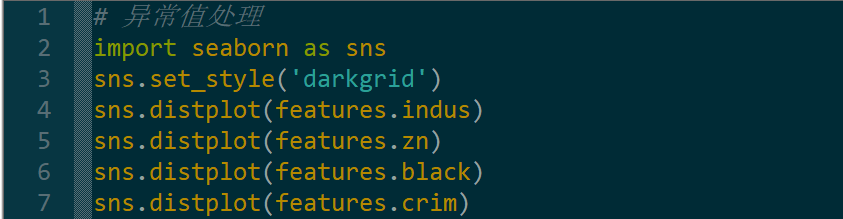 1 # 异常值处理
2 import seaborn as sns
3 sns.set_style('darkgrid')
4 sns.distplot(features.indus)
5 sns.distplot(features.zn)
6 sns.distplot(features.black)
7 sns.distplot(features.crim)